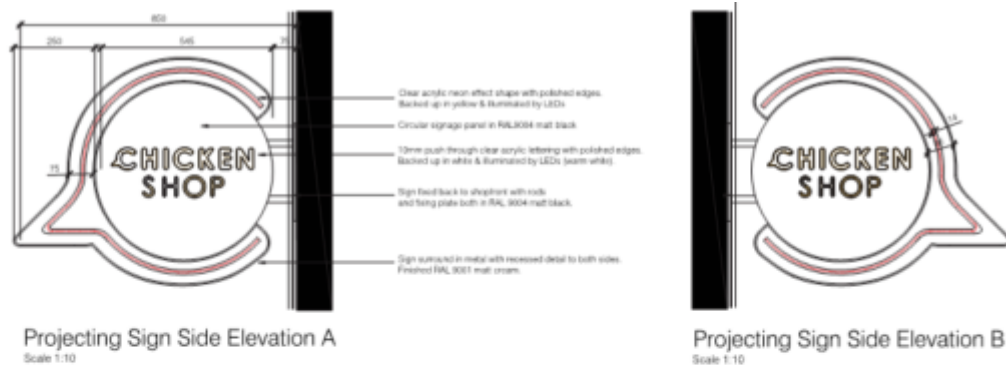 850
250
545
75
Clear acrylic neon effect shape with polished edges.
Backed up in yellow & illuminated by LEDs
Circular signage panel in RAL9004 matt black
10mm push through clear acrylic lettering with polished edges.
Backed up in white & illuminated by LEDs (warm white).
Sign fixed back to shopfront with rods
and fixing plate both in RAL 9004 matt black.
Sign surround in metal with recessed detail to both sides.
Finished RAL 9001 matt cream.
75
CHICKEN
SHOP
Projecting Sign Side Elevation A
Scale 1:10
CHICKEN
SHOP
Projecting Sign Side Elevation B
Scale 1:10